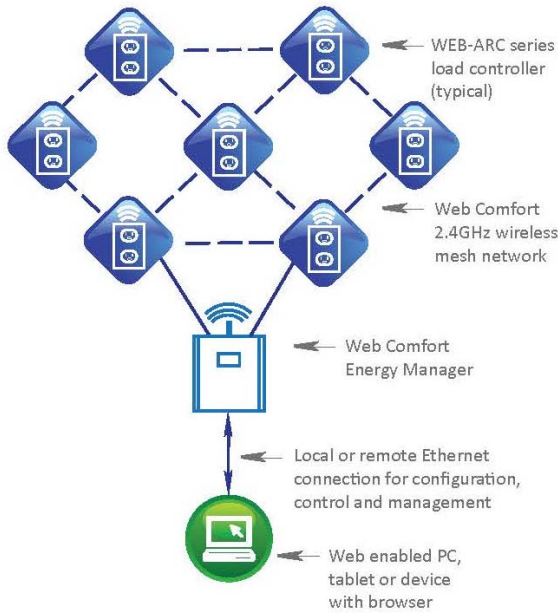 WEB-ARC series
load controller
(typical)
Web Comfort
2.4GHz wireless
mesh network
Web Comfort
Energy Manager
Local or remote Ethernet
connection for configuration,
control and management
Web enabled PC,
tablet or device
with browser